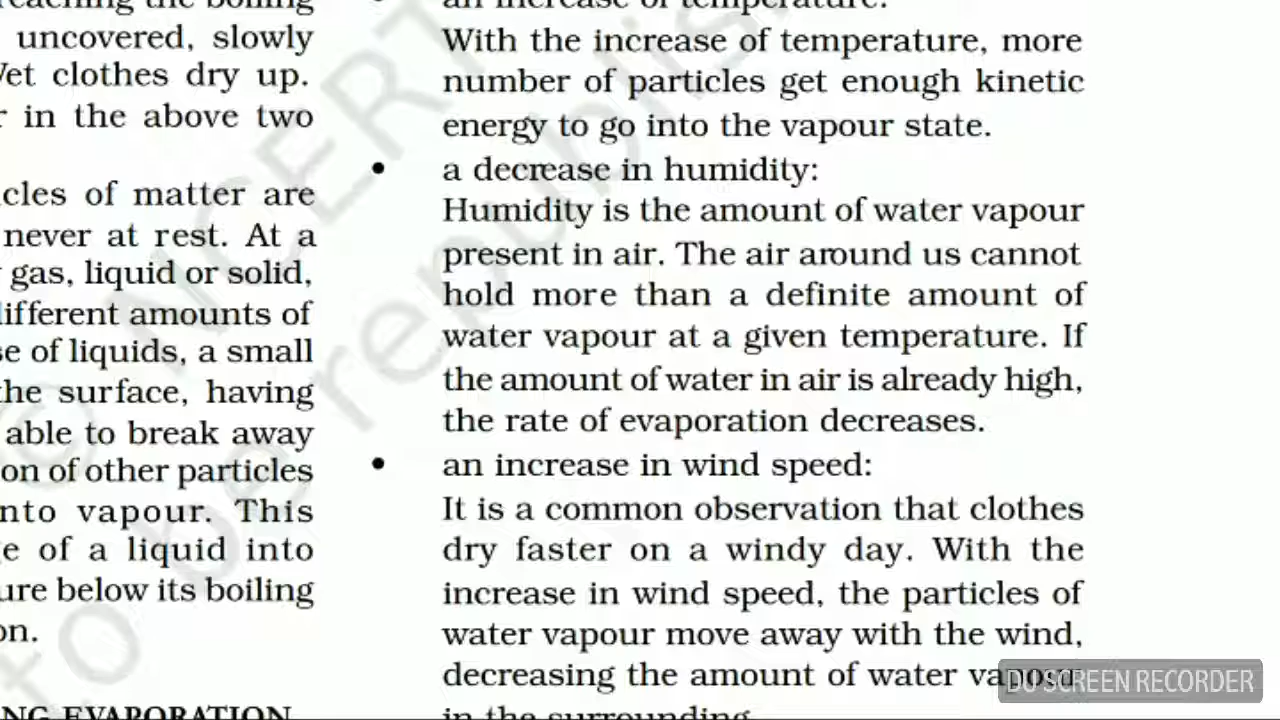 reaching the boiling
uncovered, slowly
Wet clothes dry up.
r in the above two
cles of matter are
never at rest. At a
gas, liquid or solid,
different amounts of
se of liquids, a small
the surface, having
able to break away
on of other particles
nto vapour. This
e of a liquid into
ure below its boiling
on.
NG EVAPORATION
• an increase of temperature:
With the increase of temperature, more
number of particles get enough kinetic
energy to go into the vapour state.
• a decrease in humidity:
Humidity is the amount of water vapour
present in air. The air around us cannot
hold more than a definite amount of
water vapour at a given temperature. If
the amount of water in air is already high,
the rate of evaporation decreases.
• an increase in wind speed:
It is a common observation that clothes
dry faster on a windy day. With the
increase in wind speed, the particles of
water vapour move away with the wind,
decreasing the amount of water vapour
in the surrounding.
© NCERT
to be republis
DU SCREEN RECORDER